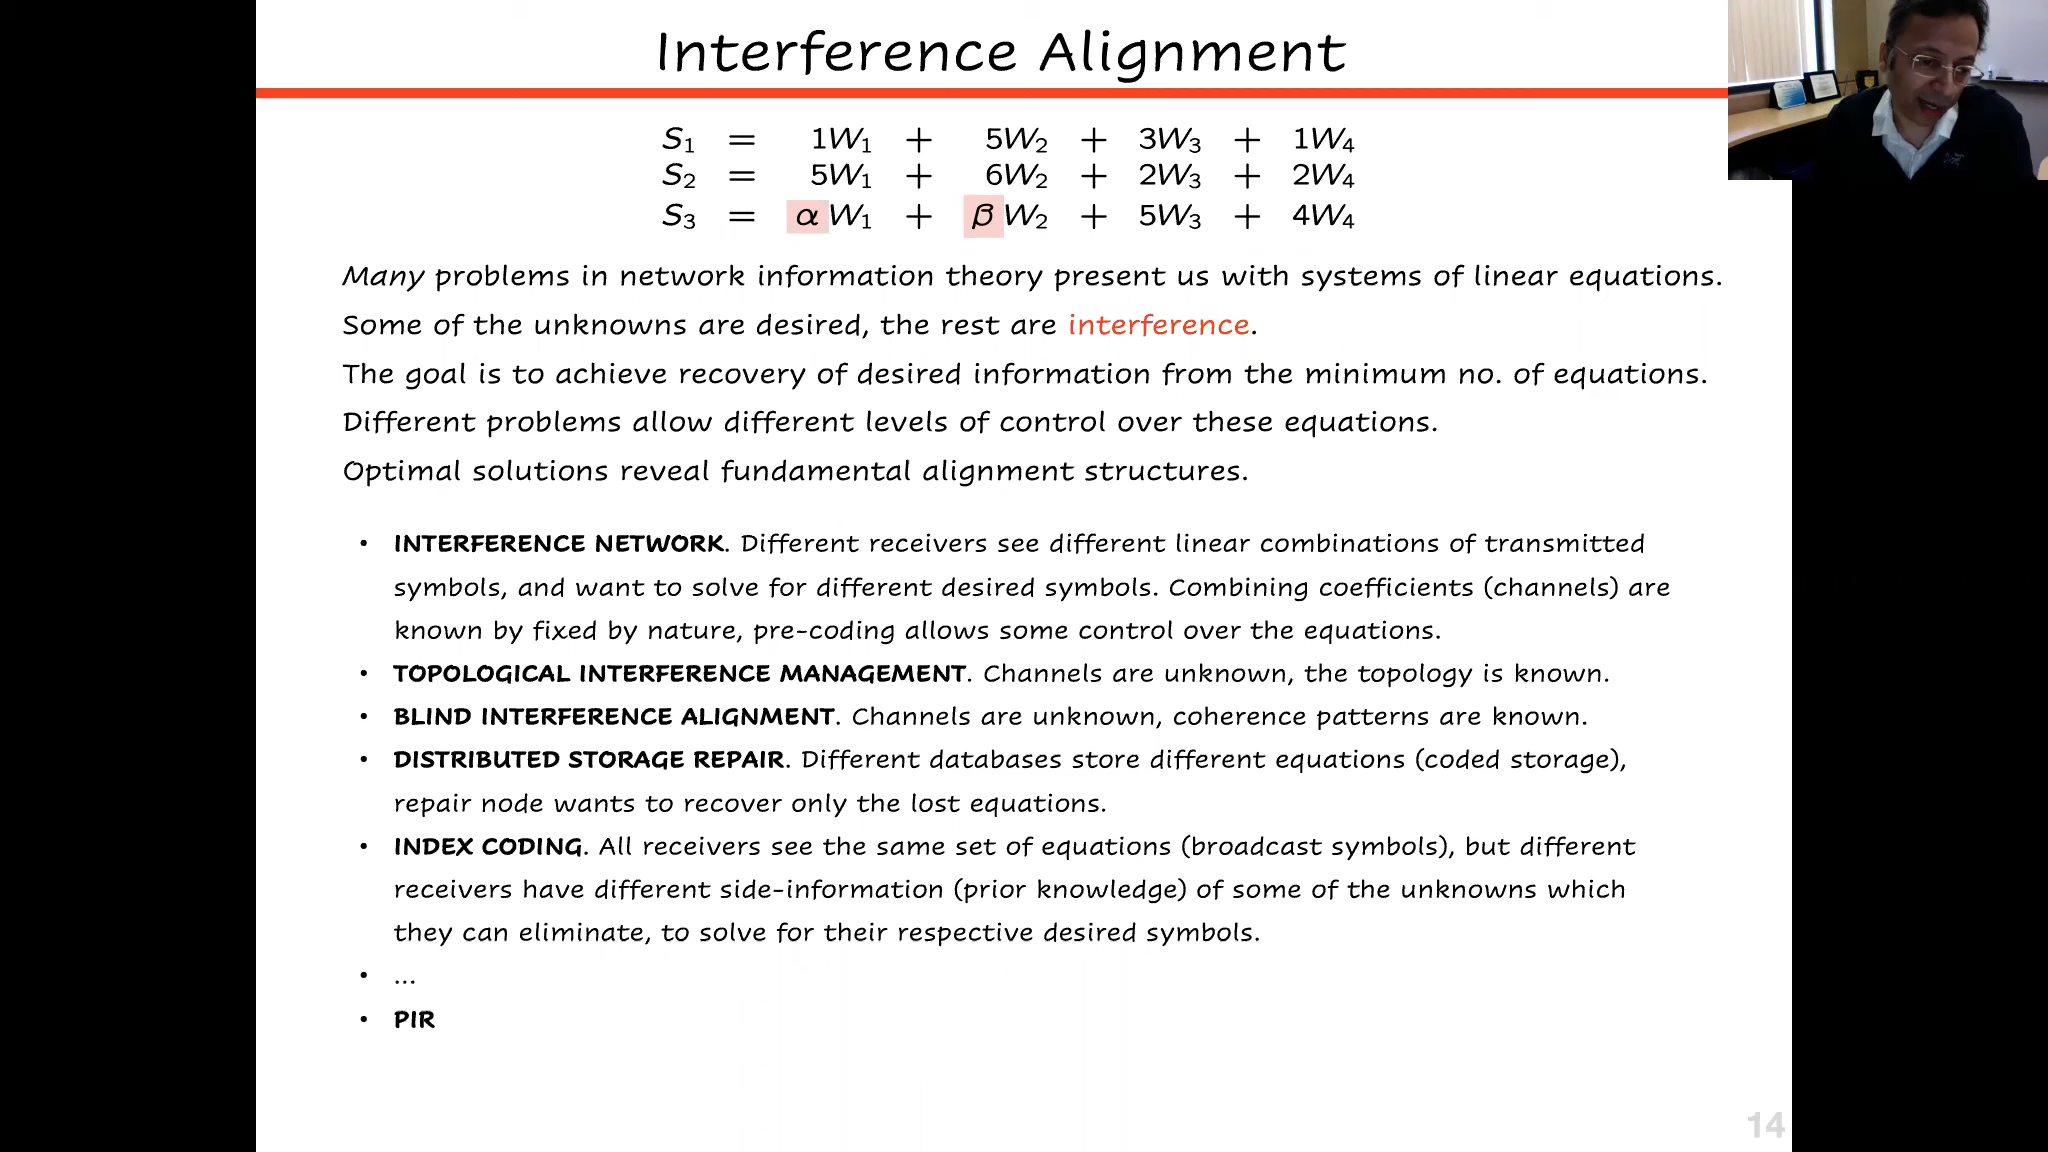 Interference Alignment
S₁ = 1W₁ + 5W₂ + 3W₃ + 1W₄
S₂ = 5W₁ + 6W₂ + 2W₃ + 2W₄
S₃ = αW₁ + βW₂ + 5W₃ + 4W₄
Many problems in network information theory present us with systems of linear equations.
Some of the unknowns are desired, the rest are interference.
The goal is to achieve recovery of desired information from the minimum no. of equations.
Different problems allow different levels of control over these equations.
Optimal solutions reveal fundamental alignment structures.
• INTERFERENCE NETWORK. Different receivers see different linear combinations of transmitted
symbols, and want to solve for different desired symbols. Combining coefficients (channels) are
known by fixed by nature, pre-coding allows some control over the equations.
• TOPOLOGICAL INTERFERENCE MANAGEMENT. Channels are unknown, the topology is known.
• BLIND INTERFERENCE ALIGNMENT. Channels are unknown, coherence patterns are known.
• DISTRIBUTED STORAGE REPAIR. Different databases store different equations (coded storage),
repair node wants to recover only the lost equations.
• INDEX CODING. All receivers see the same set of equations (broadcast symbols), but different
receivers have different side-information (prior knowledge) of some of the unknowns which
they can eliminate, to solve for their respective desired symbols.
• ...
• PIR
14